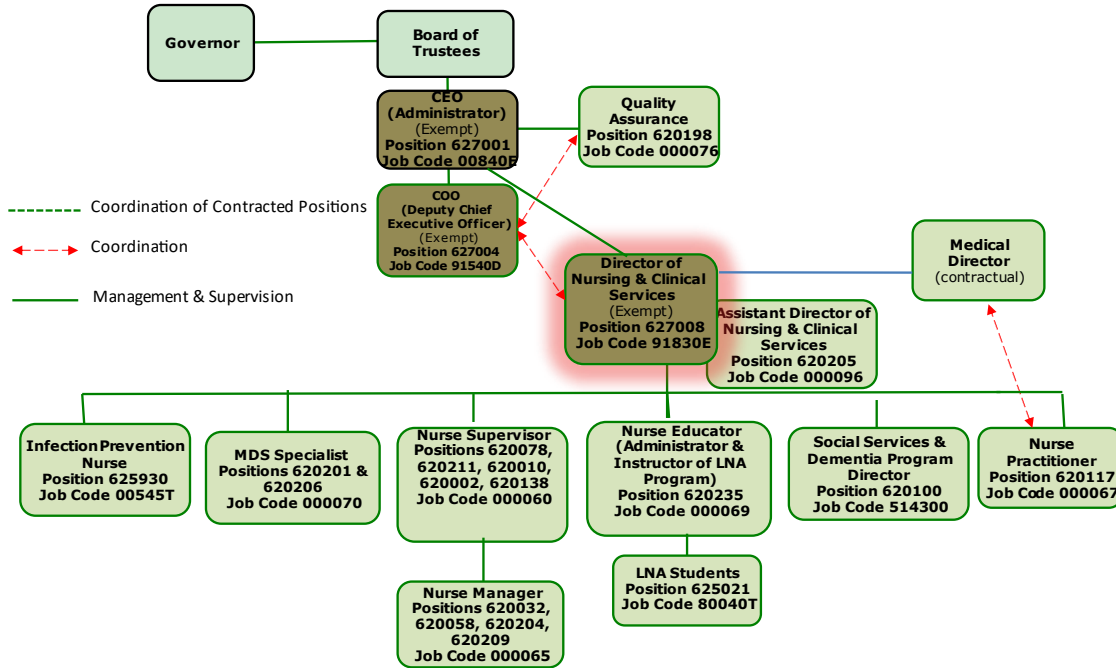 Governor
Board of
Trustees
CEO
(Administrator)
(Exempt)
Position 627001
Job Code 00840E
Quality
Assurance
Position 620198
Job Code 000076
COO
(Deputy Chief
Executive Officer)
(Exempt)
Position 627004
Job Code 91540D
Coordination of Contracted Positions
Coordination
Management & Supervision
Director of
Nursing & Clinical
Services
(Exempt)
Position 627008
Job Code 91830E
Medical
Director
(contractual)
Assistant Director of
Nursing & Clinical
Services
Position 620205
Job Code 000096
Infection Prevention
Nurse
Position 625930
Job Code 00545T
MDS Specialist
Positions 620201 &
620206
Job Code 000070
Nurse Supervisor
Positions 620078,
620211, 620010,
620002, 620138
Job Code 000060
Nurse Educator
(Administrator &
Instructor of LNA
Program)
Position 620235
Job Code 000069
Social Services &
Dementia Program
Director
Position 620100
Job Code 514300
Nurse
Practitioner
Position 620117
Job Code 000067
Nurse Manager
Positions 620032,
620058, 620204,
620209
Job Code 000065
LNA Students
Position 625021
Job Code 80040T